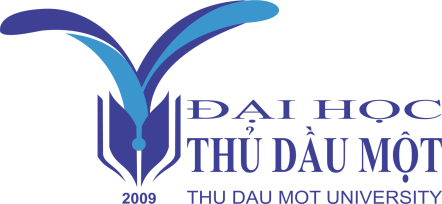 ĐẠI HỌC
THỦ DẦU MỘT
2009
THU DAU MOT UNIVERSITY